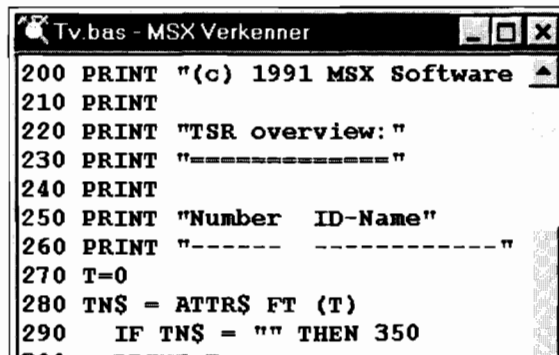 Tv.bas - MSX Verkenner
200 PRINT "(c) 1991 MSX Software
210 PRINT
220 PRINT "TSR overview:"
230 PRINT "============="
240 PRINT
250 PRINT "Number  ID-Name"
260 PRINT "------  ------------"
270 T=0
280 TN$ = ATTR$ FT (T)
290   IF TN$ = "" THEN 350